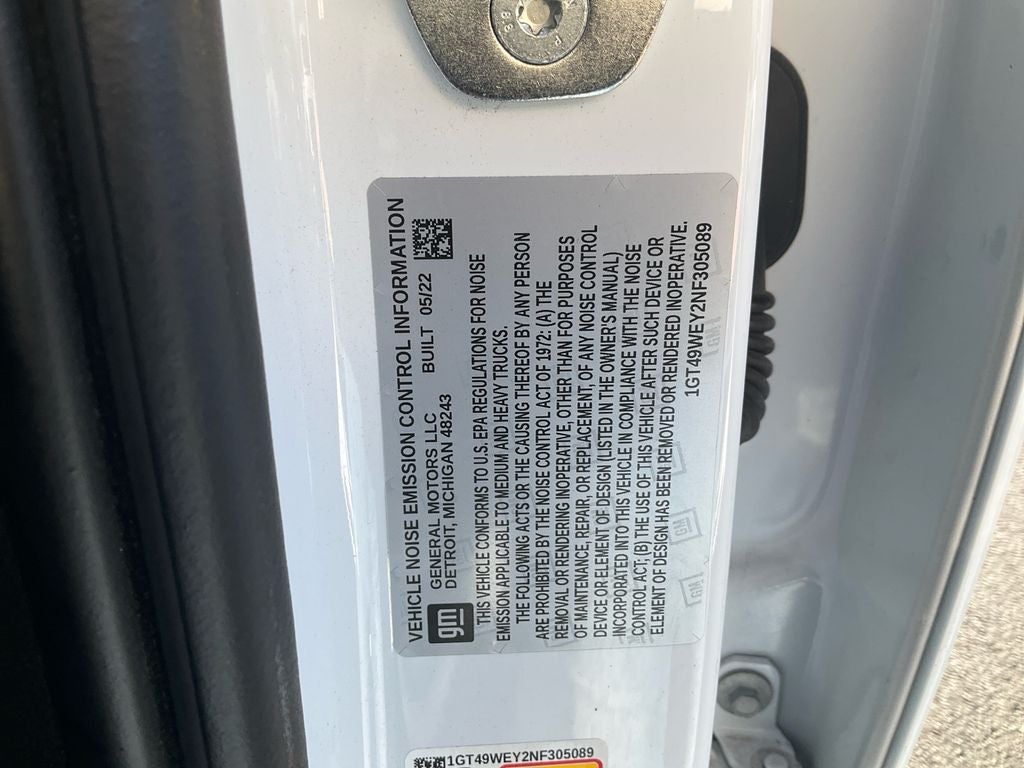 VEHICLE NOISE EMISSION CONTROL INFORMATION
gm
GENERAL MOTORS LLC
DETROIT, MICHIGAN 48243
BUILT 05/22
THIS VEHICLE CONFORMS TO U.S. EPA REGULATIONS FOR NOISE
EMISSION APPLICABLE TO MEDIUM AND HEAVY TRUCKS.
THE FOLLOWING ACTS OR THE CAUSING THEREOF BY ANY PERSON
ARE PROHIBITED BY THE NOISE CONTROL ACT OF 1972: (A) THE
REMOVAL OR RENDERING INOPERATIVE, OTHER THAN FOR PURPOSES
OF MAINTENANCE, REPAIR, OR REPLACEMENT, OF ANY NOISE CONTROL
DEVICE OR ELEMENT OF DESIGN (LISTED IN THE OWNER'S MANUAL)
INCORPORATED INTO THIS VEHICLE IN COMPLIANCE WITH THE NOISE
CONTROL ACT; (B) THE USE OF THIS VEHICLE AFTER SUCH DEVICE OR
ELEMENT OF DESIGN HAS BEEN REMOVED OR RENDERED INOPERATIVE.
1GT49WEY2NF305089
GM
GM
1GT49WEY2NF305089